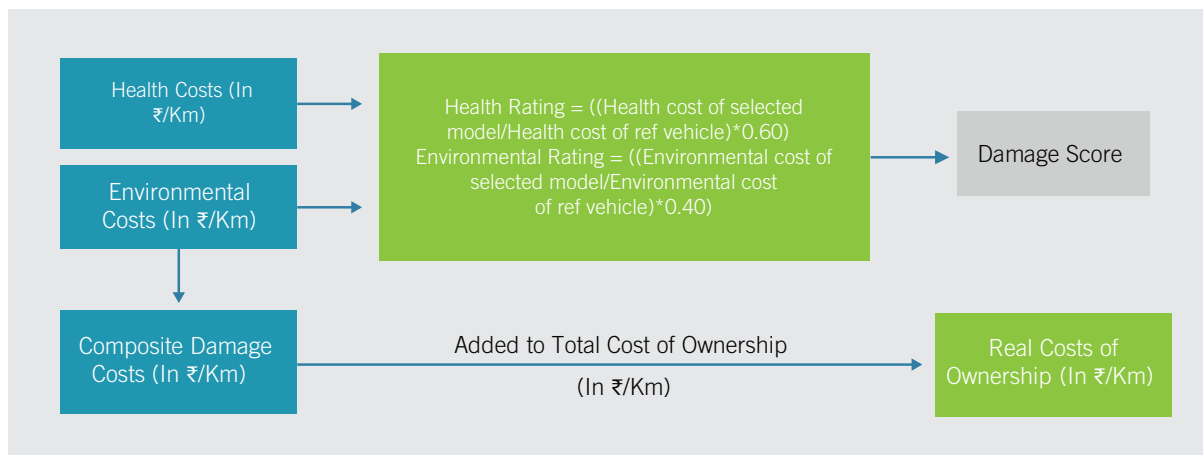 Health Costs (In
₹/Km)
Health Rating = ((Health cost of selected
model/Health cost of ref vehicle)*0.60)
Environmental Rating = ((Environmental cost of
selected model/Environmental cost
of ref vehicle)*0.40)
Damage Score
Environmental
Costs (In ₹/Km)
Composite Damage
Costs (In ₹/Km)
Added to Total Cost of Ownership
(In ₹/Km)
Real Costs of
Ownership (In ₹/Km)